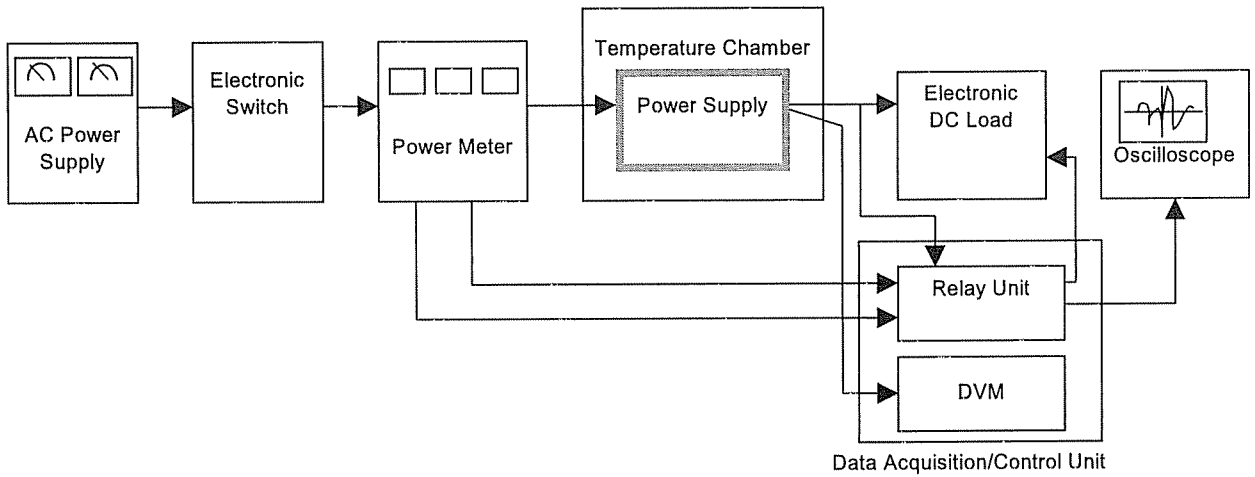 AC Power
Supply
Electronic
Switch
Power Meter
Temperature Chamber
Power Supply
Electronic
DC Load
Oscilloscope
Relay Unit
DVM
Data Acquisition/Control Unit